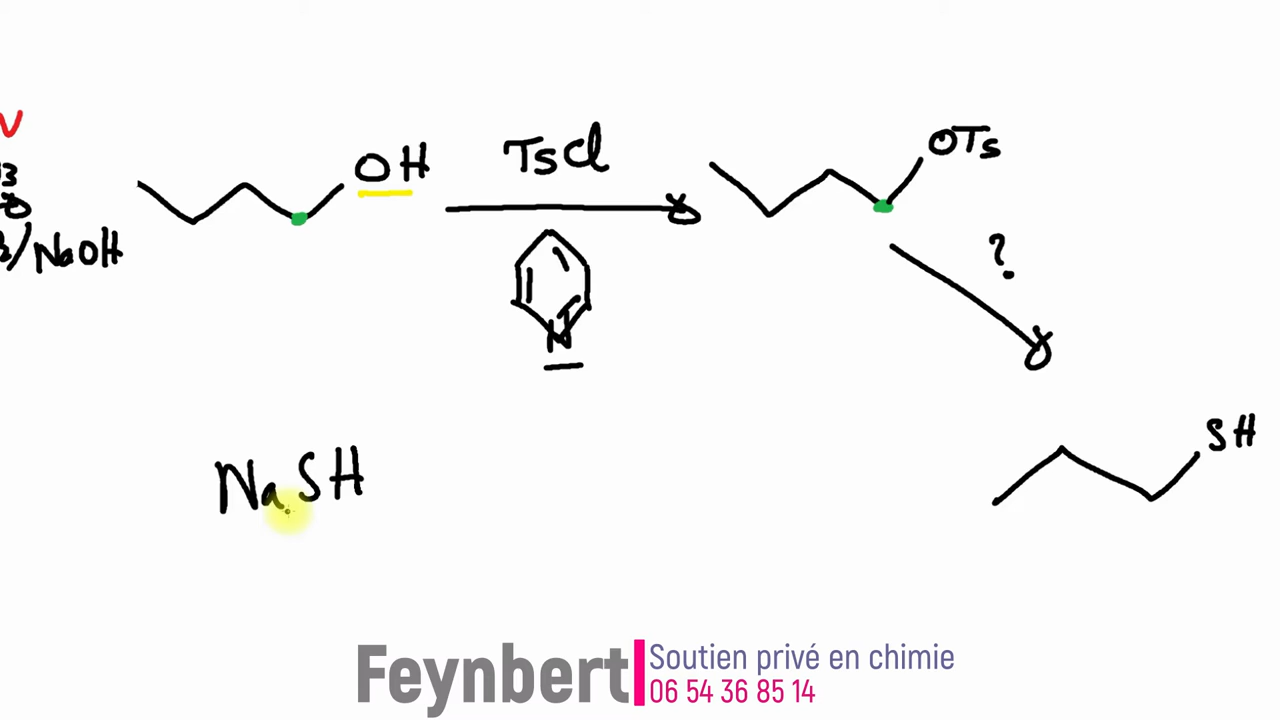 OH
TsCl
OTs
/NaOH
?
N
SH
NaSH
Feynbert
Soutien privé en chimie
06 54 36 85 14